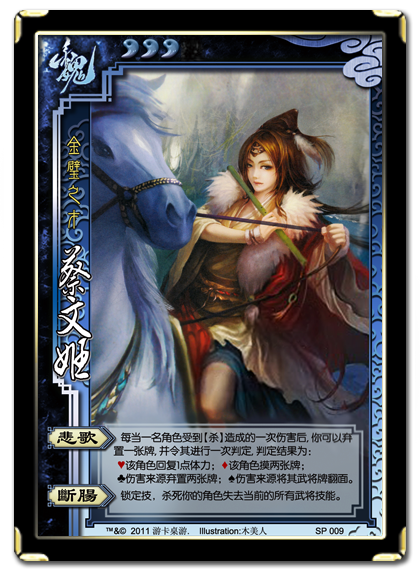 魏
金璧之才
蔡文姬
悲歌
每当一名角色受到【杀】造成的一次伤害后,你可以弃
置一张牌,并令其进行一次判定,判定结果为:
♥该角色回复1点体力;♦该角色摸两张牌;
♣伤害来源弃置两张牌;♠伤害来源将其武将牌翻面。
斷腸
锁定技,杀死你的角色失去当前的所有武将技能。
™&© 2011 游卡桌游. Illustration:木美人 SP 009